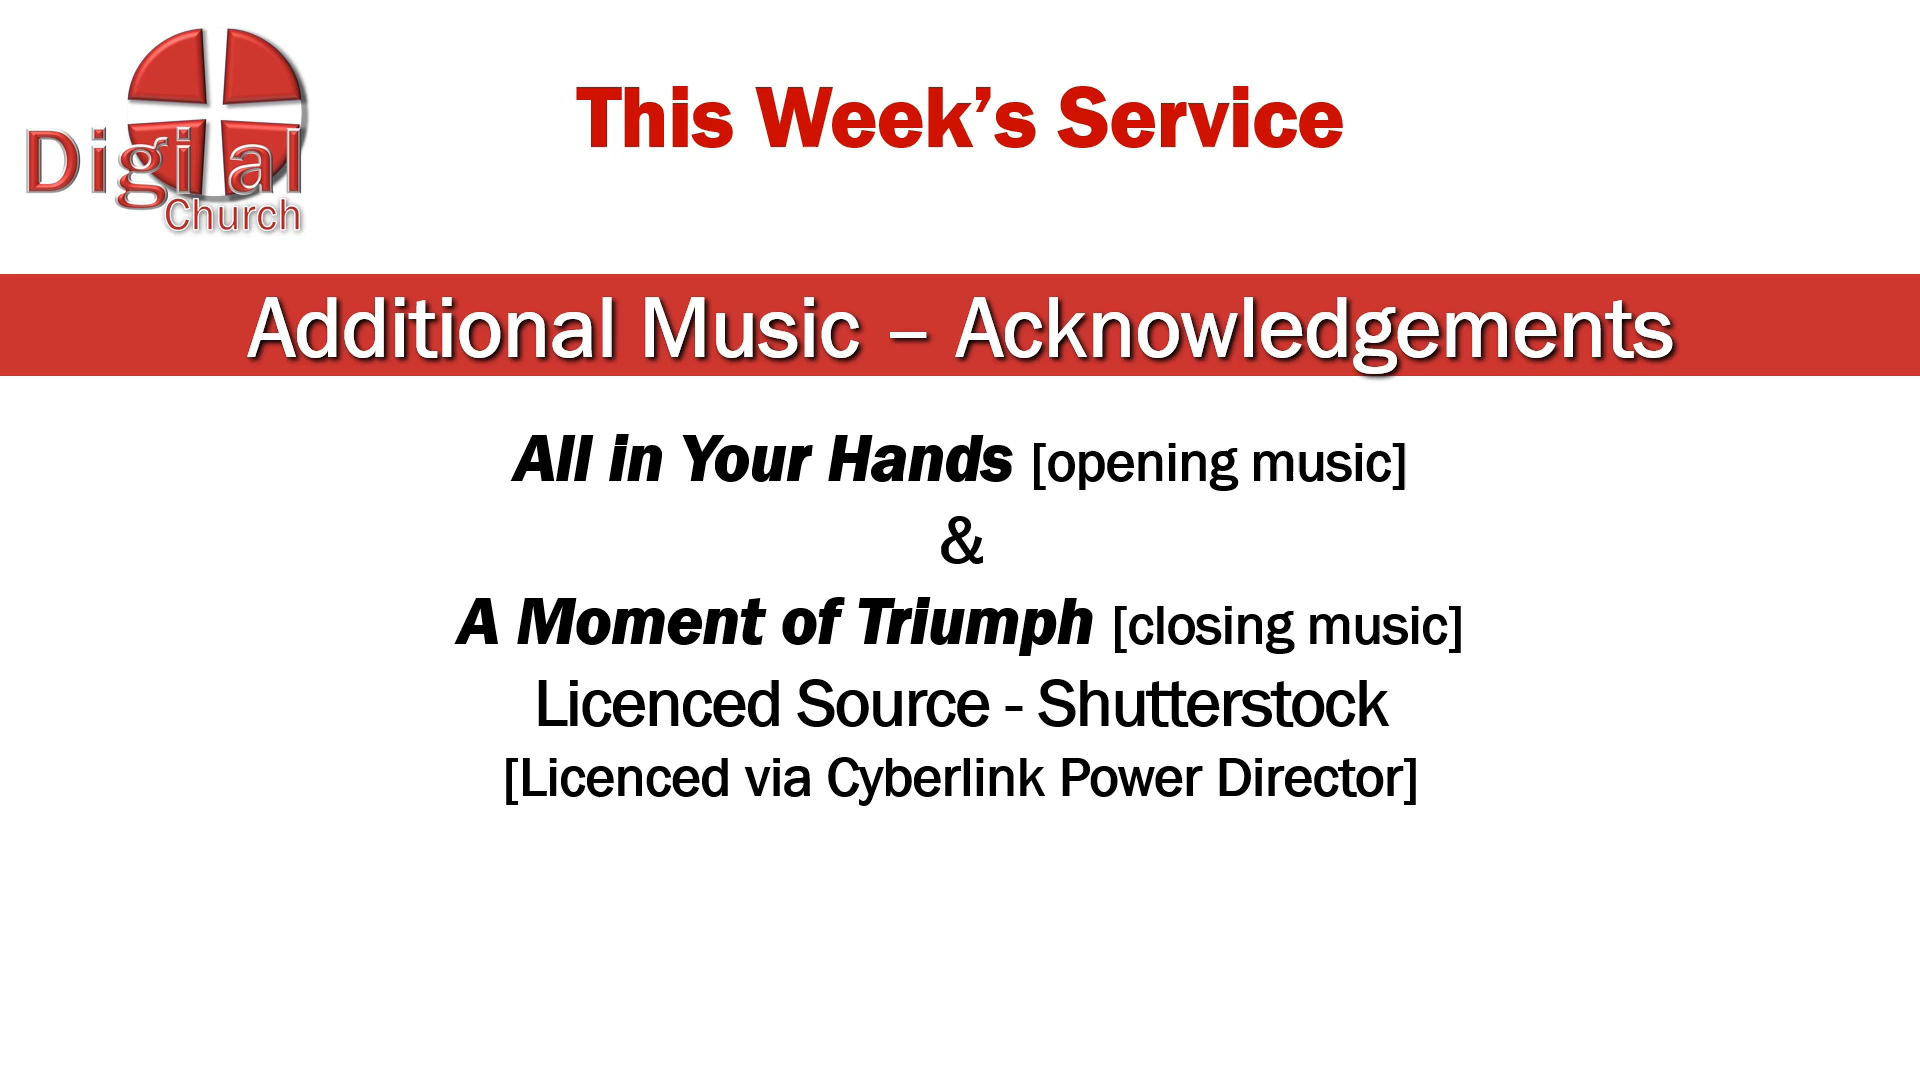 Digital
Church
This Week’s Service
Additional Music – Acknowledgements
All in Your Hands [opening music]
&
A Moment of Triumph [closing music]
Licenced Source - Shutterstock
[Licenced via Cyberlink Power Director]